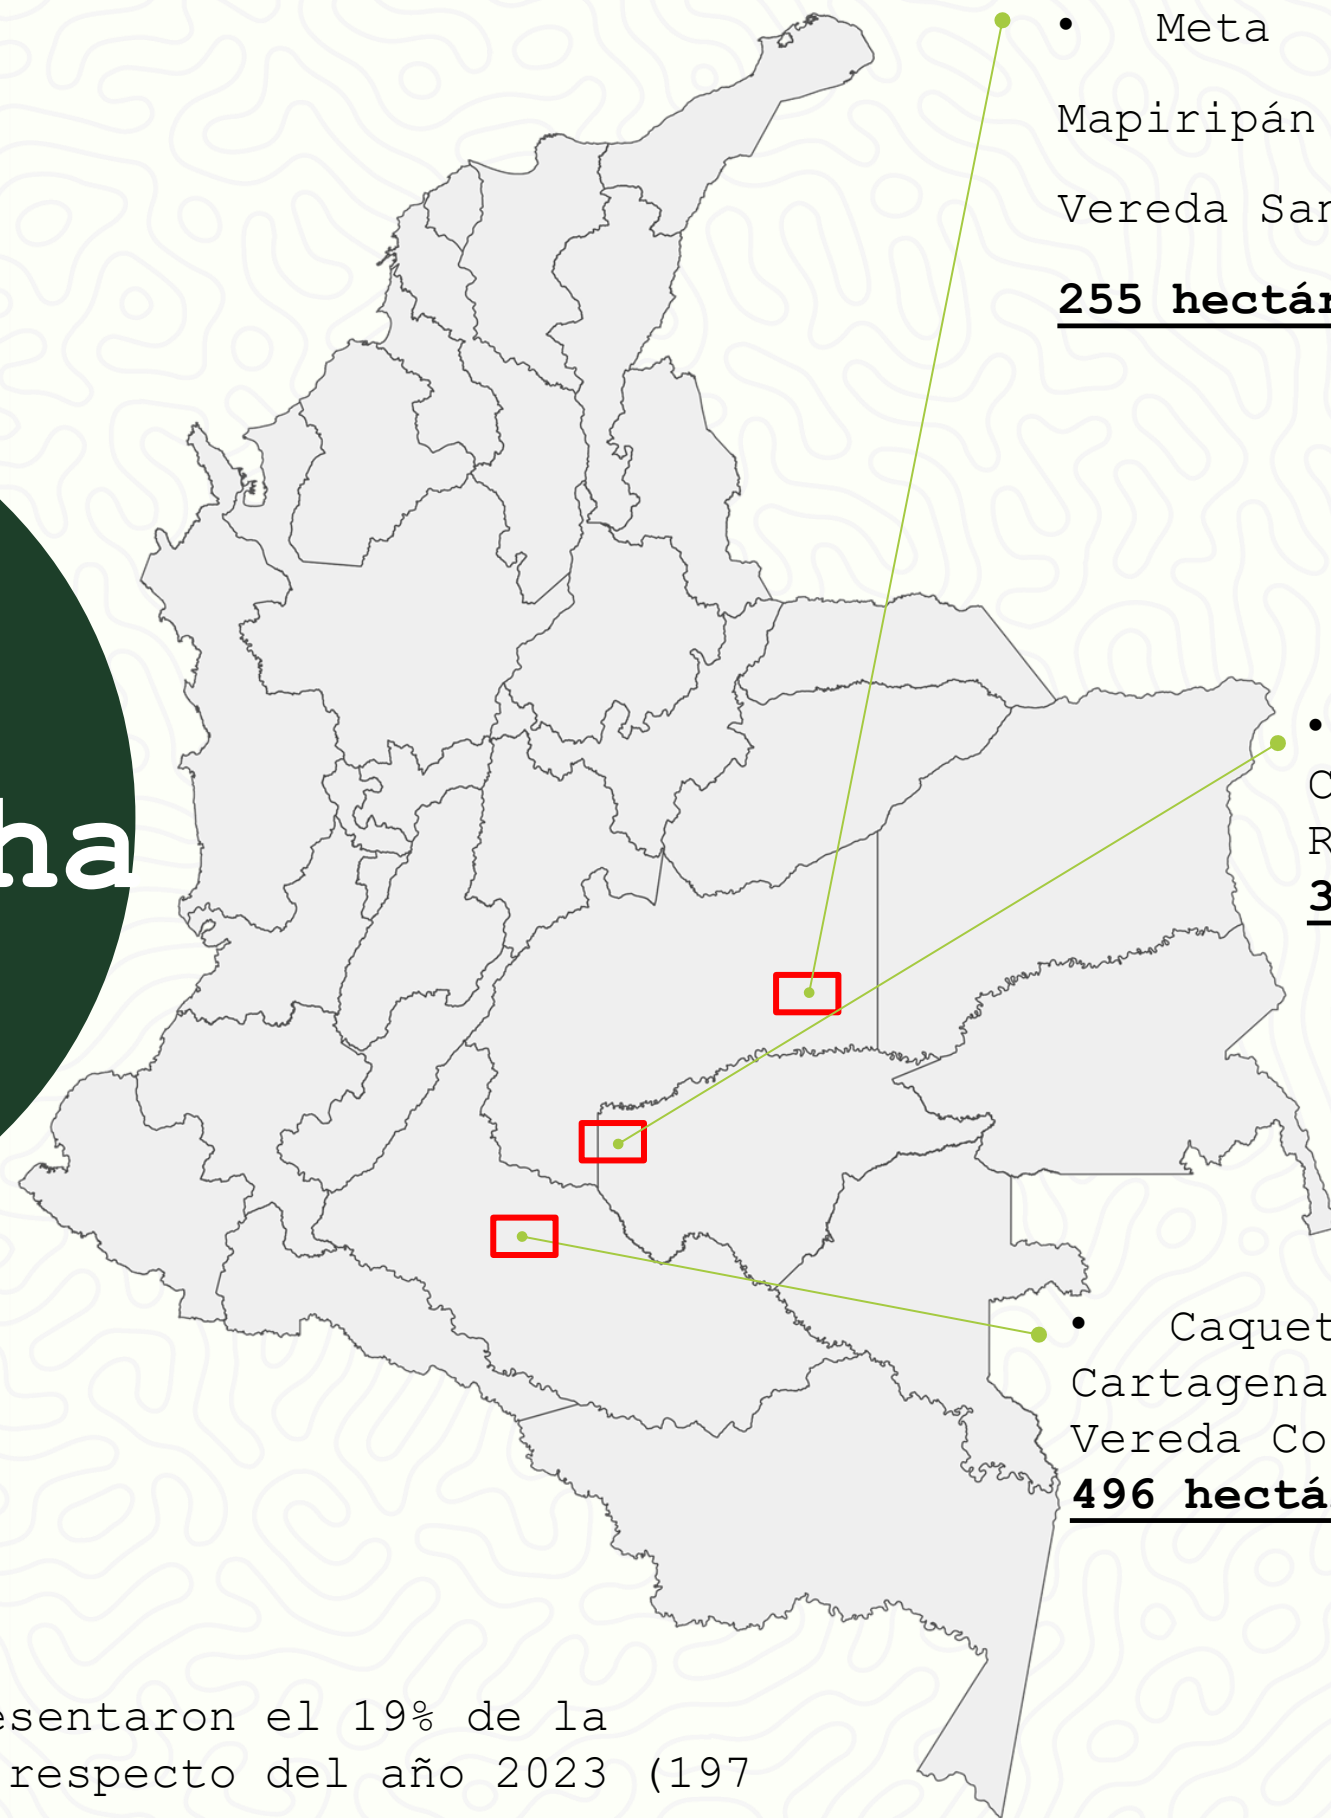 • Meta
Mapiripán
Vereda San
255 hectár
•
C
R
3
ha
• Caquet
Cartagena
Vereda Co
496 hectá
esentaron el 19% de la
respecto del año 2023 (197